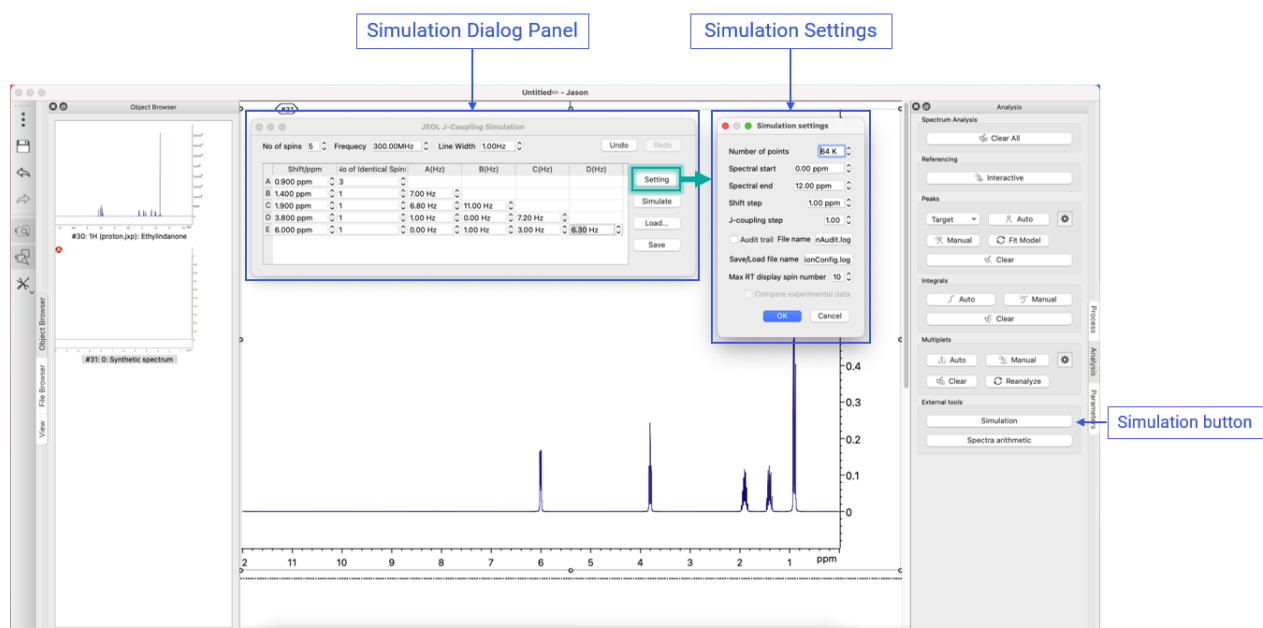 Simulation Dialog Panel
Simulation Settings
Untitled - Jason
Object Browser
Analysis
#31
JEOL J-Coupling Simulation
No of spins 5 Frequecy 300.00MHz Line Width 1.00Hz Undo Redo
Shift/ppm No of Identical Spin: A(Hz) B(Hz) C(Hz) D(Hz)
A 0.900 ppm 3
B 1.400 ppm 1 7.00 Hz
C 1.900 ppm 1 6.80 Hz 11.00 Hz
D 3.800 ppm 1 1.00 Hz 0.00 Hz 7.20 Hz
E 6.000 ppm 1 0.00 Hz 1.00 Hz 3.00 Hz 6.30 Hz
Setting
Simulate
Load...
Save
Simulation settings
Number of points 64 K
Spectral start 0.00 ppm
Spectral end 12.00 ppm
Shift step 1.00 ppm
J-coupling step 1.00
Audit trail File name nAudit.log
Save/Load file name ionConfig.log
Max RT display spin number 10
Compare experimental data
OK Cancel
Spectrum Analysis
Clear All
Referencing
Interactive
Peaks
Target Auto
Manual Fit Model
Clear
Integrals
Auto Manual
Clear
Multiplets
Auto Manual
Clear Reanalyze
External tools
Simulation
Spectra arithmetic
Simulation button
Process
Analysis
Parameters
#30: 1H (proton.jxp): Ethylindanone
A
#31: 0: Synthetic spectrum
Object Browser
File Browser
View
0.4
0.3
0.2
0.1
0
2 11 10 9 8 7 6 5 4 3 2 1 ppm